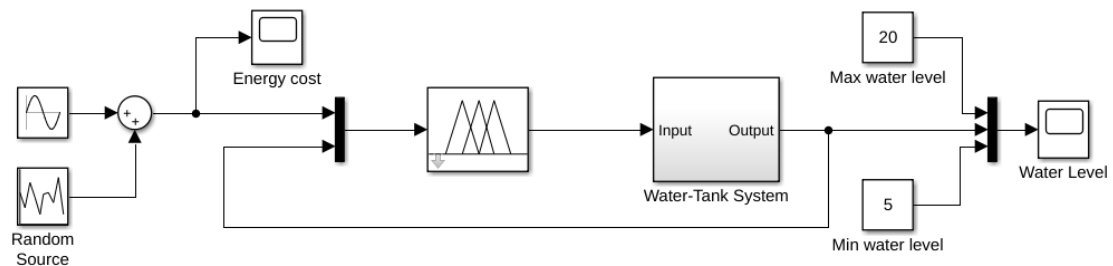 Energy cost
+
+
Random
Source
Input
Output
Water-Tank System
20
Max water level
5
Min water level
Water Level